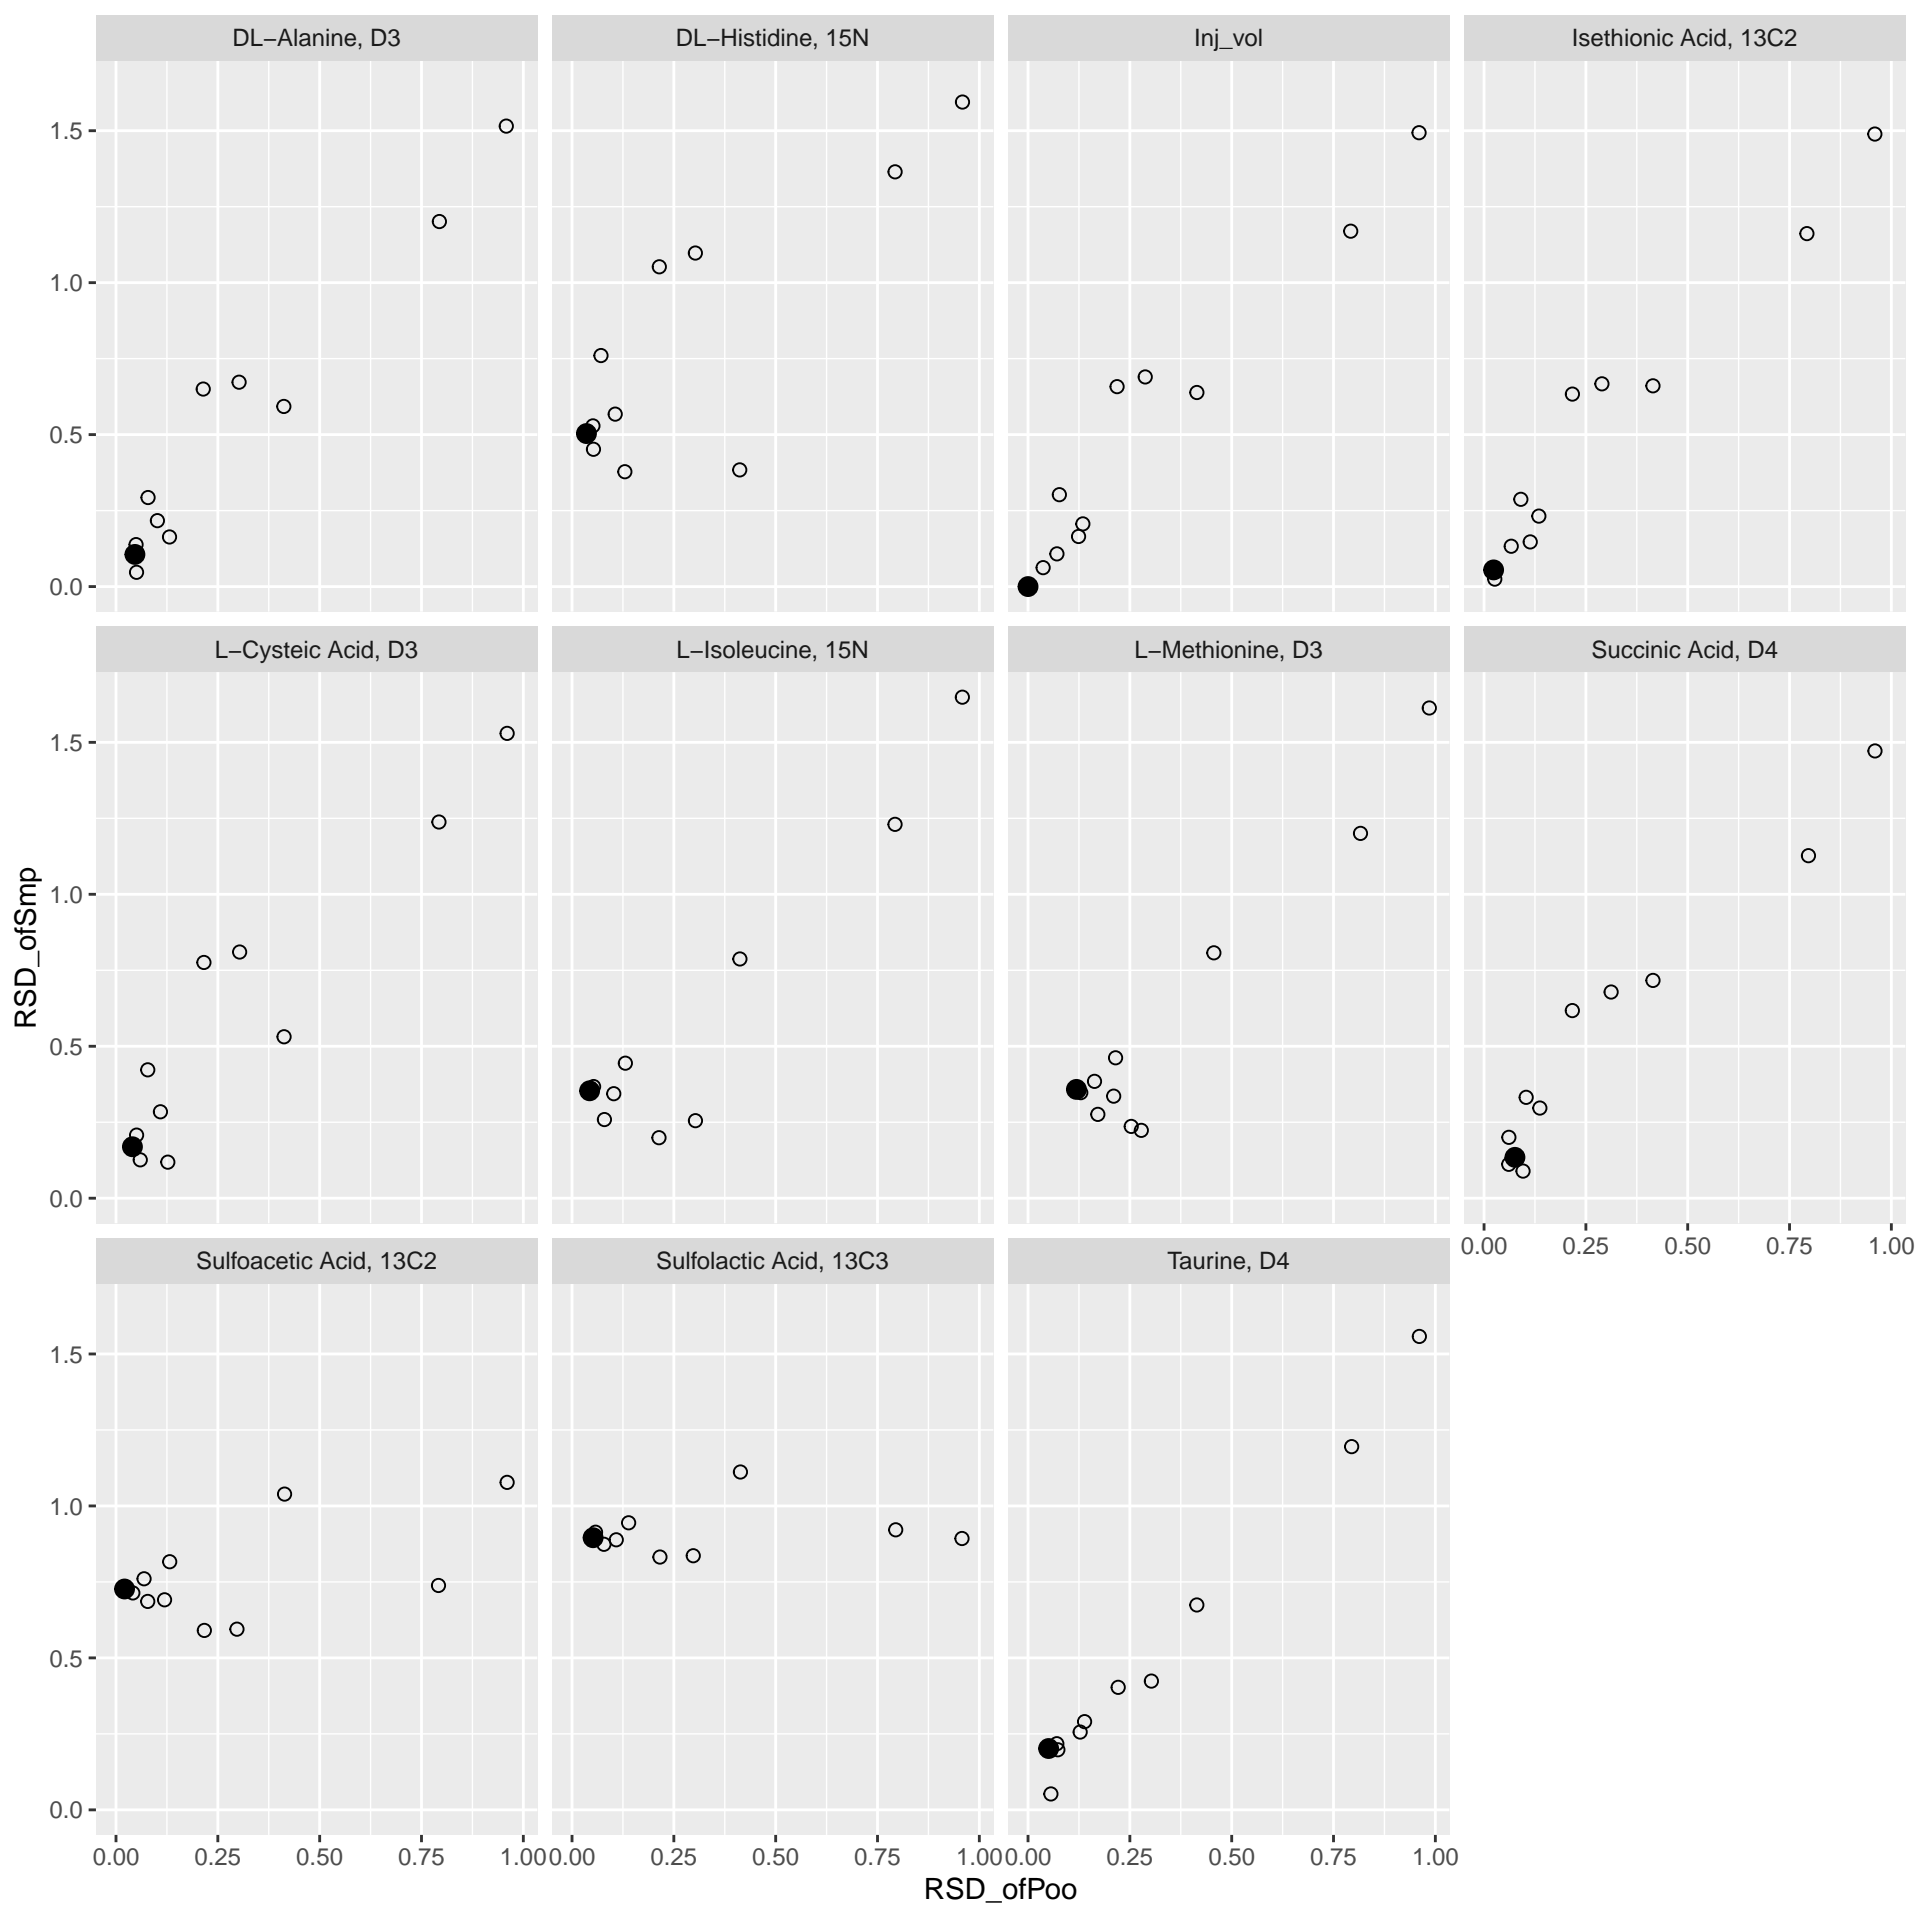 DL−Alanine, D3
DL−Histidine, 15N
Inj_vol
Isethionic Acid, 13C2
1.5
1.0
0.5
0.0
L−Cysteic Acid, D3
L−Isoleucine, 15N
L−Methionine, D3
Succinic Acid, D4
1.5
1.0
0.5
0.0
0.00 0.25 0.50 0.75 1.00
Sulfoacetic Acid, 13C2
Sulfolactic Acid, 13C3
Taurine, D4
1.5
1.0
0.5
0.0
0.00 0.25 0.50 0.75 1.00
0.00 0.25 0.50 0.75 1.00
0.00 0.25 0.50 0.75 1.00
RSD_ofPoo
RSD_ofSmp